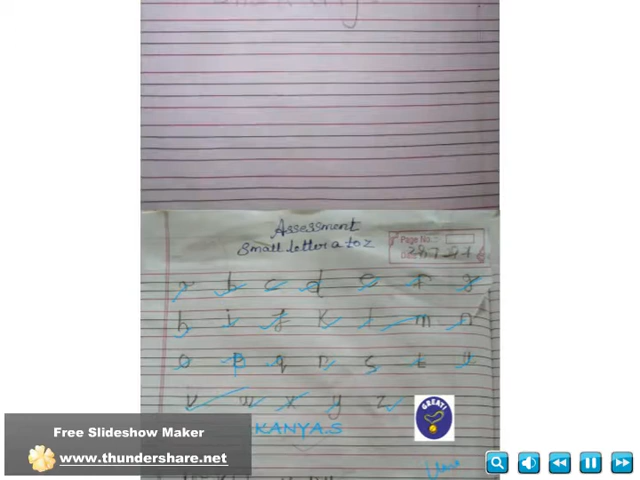 Assessment
Small letter a to z
Page No.:
a b c d e f g
h i j k l m n
o p q r s t u
v w x y z
GREAT!
KANYA.S
Free Slideshow Maker
www.thundershare.net